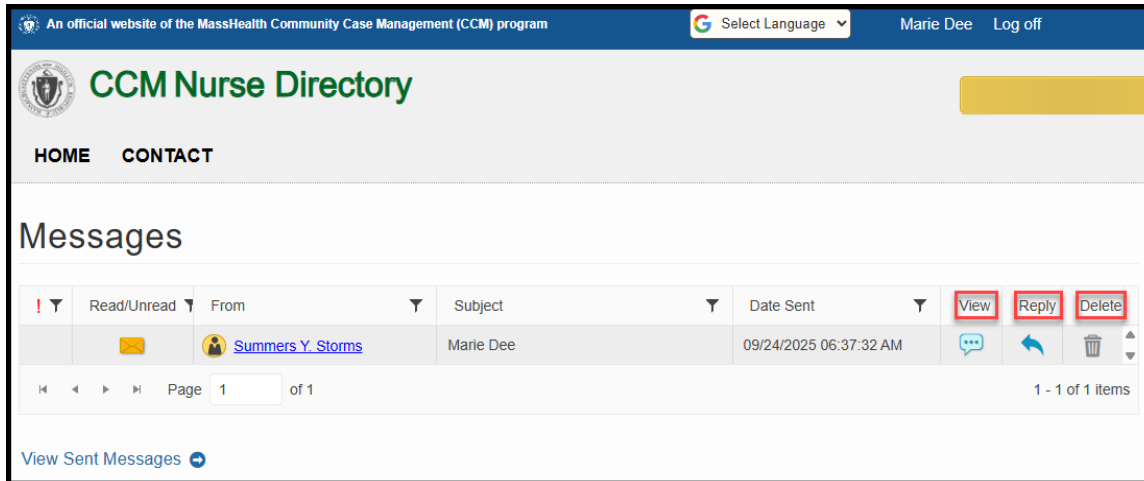 An official website of the MassHealth Community Case Management (CCM) program Select Language Marie Dee Log off
CCM Nurse Directory
HOME CONTACT
Messages
! Read/Unread From Subject Date Sent View Reply Delete
Summers Y. Storms Marie Dee 09/24/2025 06:37:32 AM
Page 1 of 1 1 - 1 of 1 items
View Sent Messages